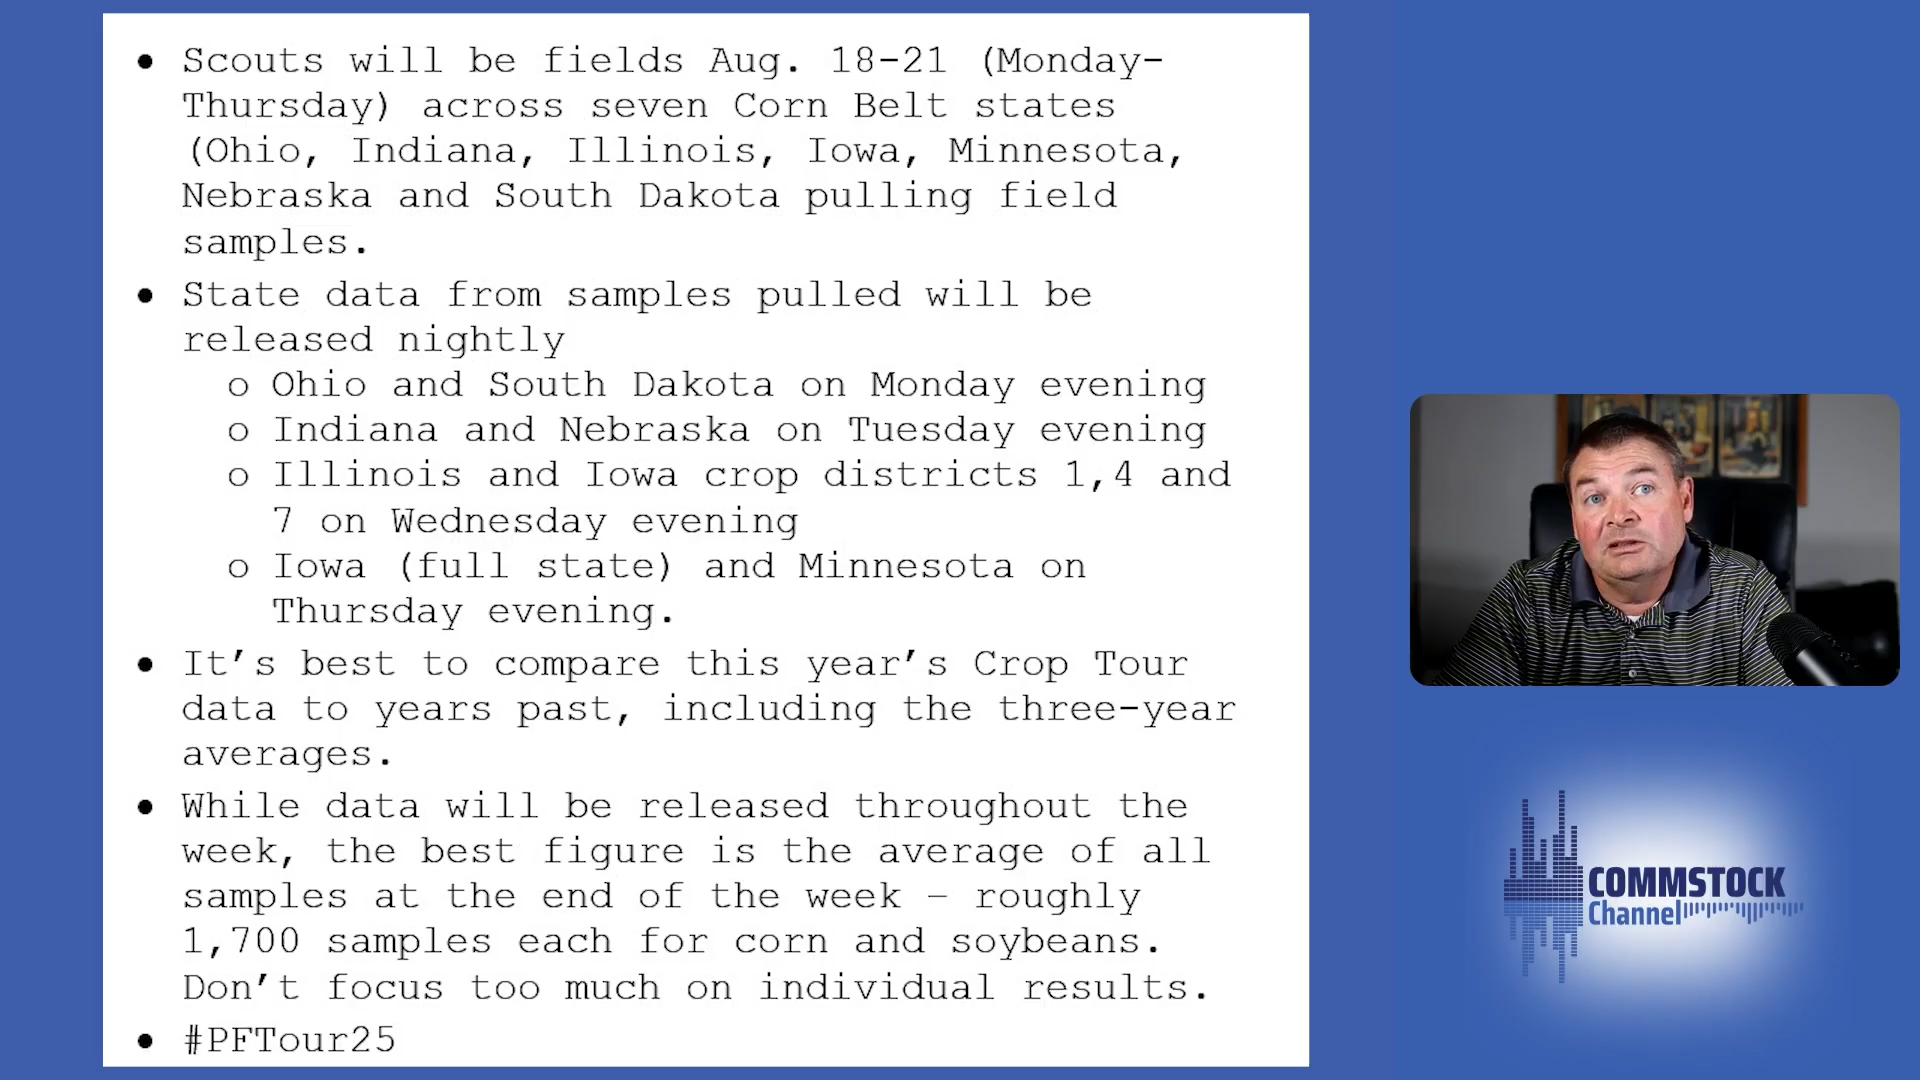 • Scouts will be fields Aug. 18-21 (Monday-
Thursday) across seven Corn Belt states
(Ohio, Indiana, Illinois, Iowa, Minnesota,
Nebraska and South Dakota pulling field
samples.
• State data from samples pulled will be
released nightly
o Ohio and South Dakota on Monday evening
o Indiana and Nebraska on Tuesday evening
o Illinois and Iowa crop districts 1,4 and
7 on Wednesday evening
o Iowa (full state) and Minnesota on
Thursday evening.
• It’s best to compare this year’s Crop Tour
data to years past, including the three-year
averages.
• While data will be released throughout the
week, the best figure is the average of all
samples at the end of the week – roughly
1,700 samples each for corn and soybeans.
Don’t focus too much on individual results.
• #PFTour25
COMMSTOCK
Channel